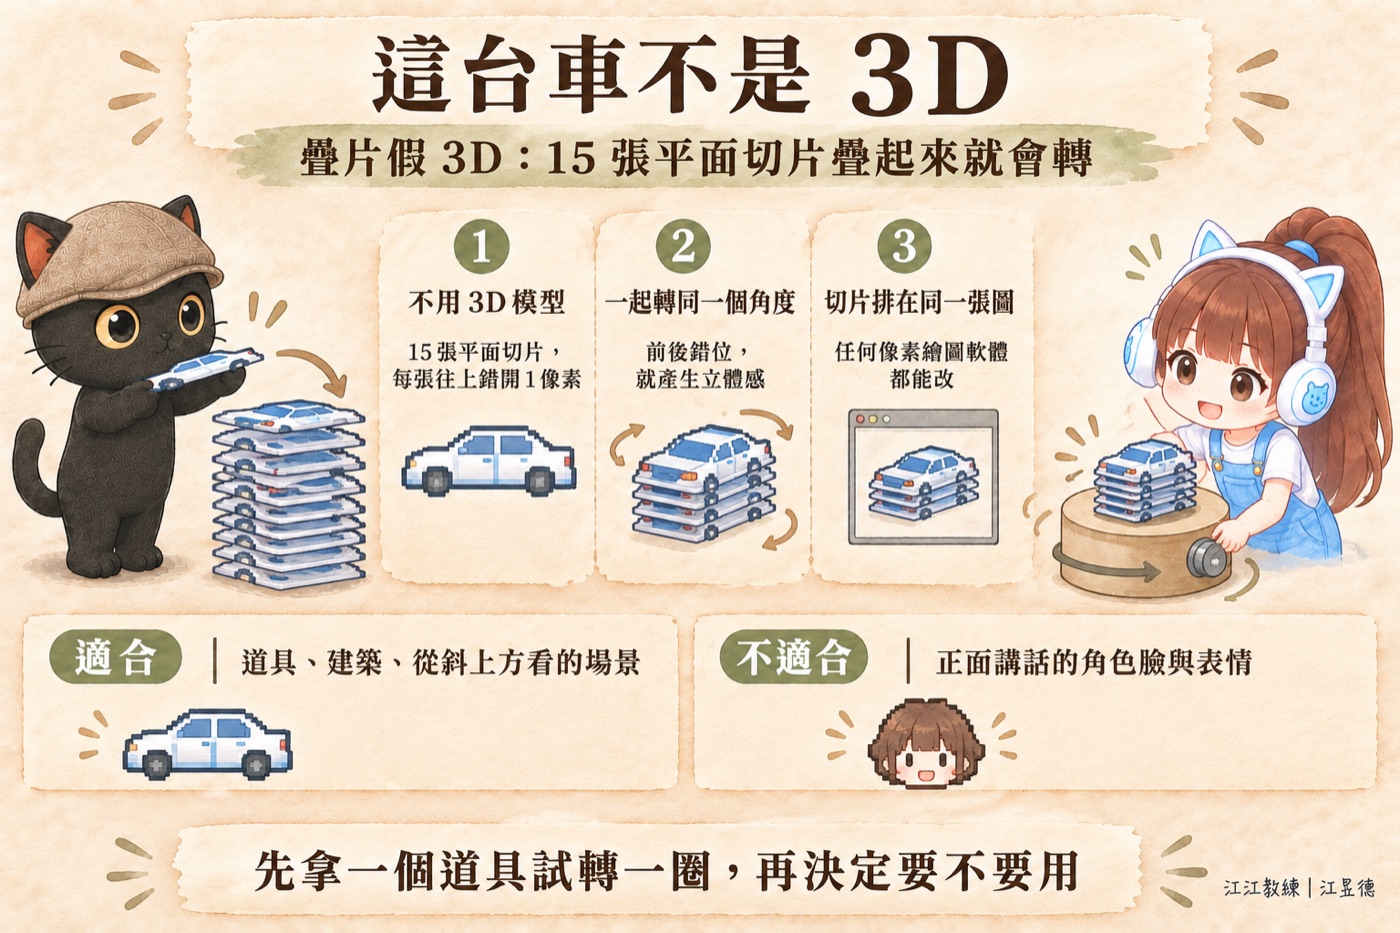 這台車不是 3D
疊片假 3D：15 張平面切片疊起來就會轉
1
不用 3D 模型
15 張平面切片，
每張往上錯開 1 像素
2
一起轉同一個角度
前後錯位，
就產生立體感
3
切片排在同一張圖
任何像素繪圖軟體
都能改
適合
道具、建築、從斜上方看的場景
不適合
正面講話的角色臉與表情
先拿一個道具試轉一圈，再決定要不要用
江江教練｜江昱德